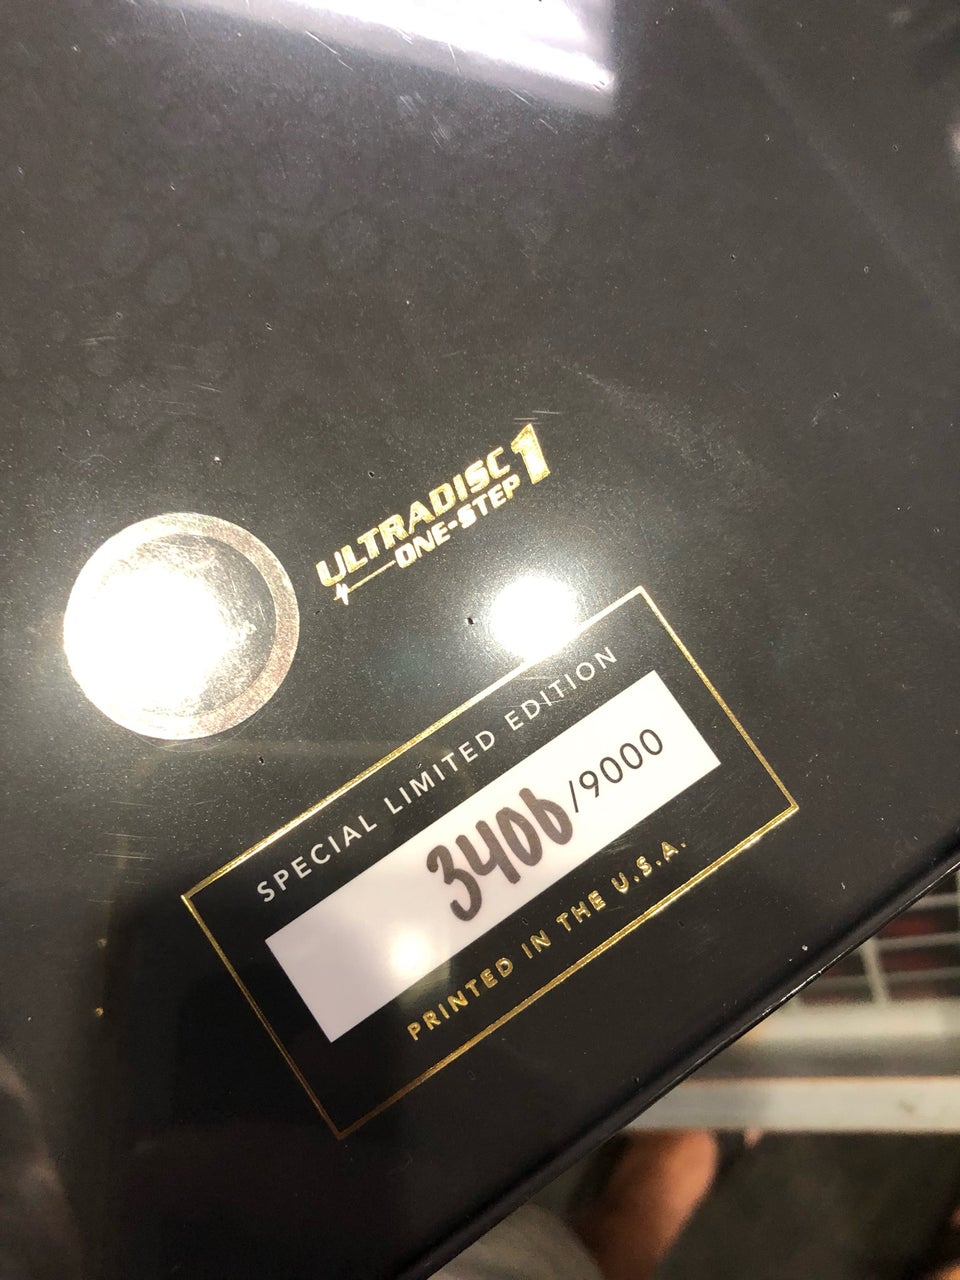 ULTRADISC 1
ONE-STEP
SPECIAL LIMITED EDITION
3406/9000
PRINTED IN THE U.S.A.